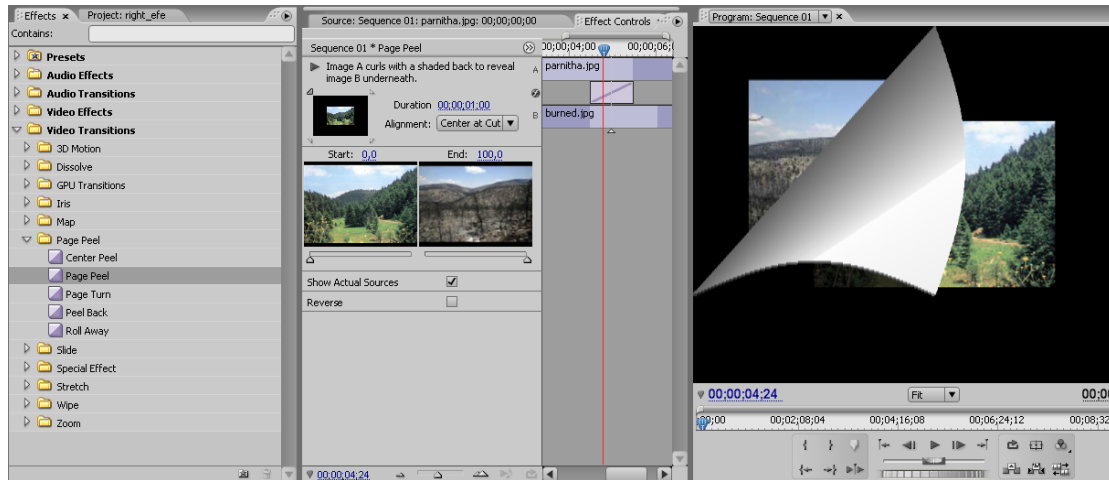 Effects × Project: right_efe
Contains:
Presets
Audio Effects
Audio Transitions
Video Effects
Video Transitions
3D Motion
Dissolve
GPU Transitions
Iris
Map
Page Peel
Center Peel
Page Peel
Page Turn
Peel Back
Roll Away
Slide
Special Effect
Stretch
Wipe
Zoom
Source: Sequence 01: parnitha.jpg: 00;00;00;00 Effect Controls ×
Sequence 01 * Page Peel
Image A curls with a shaded back to reveal
image B underneath.
Duration 00;00;01;00
Alignment: Center at Cut
Start: 0,0 End: 100,0
Show Actual Sources
Reverse
00;00;04;24
00;00;04;00 00;00;06;
A parnitha.jpg
B burned.jpg
Program: Sequence 01 ×
00;00;04;24 Fit
00;02;08;04 00;04;16;08 00;06;24;12 00;08;32